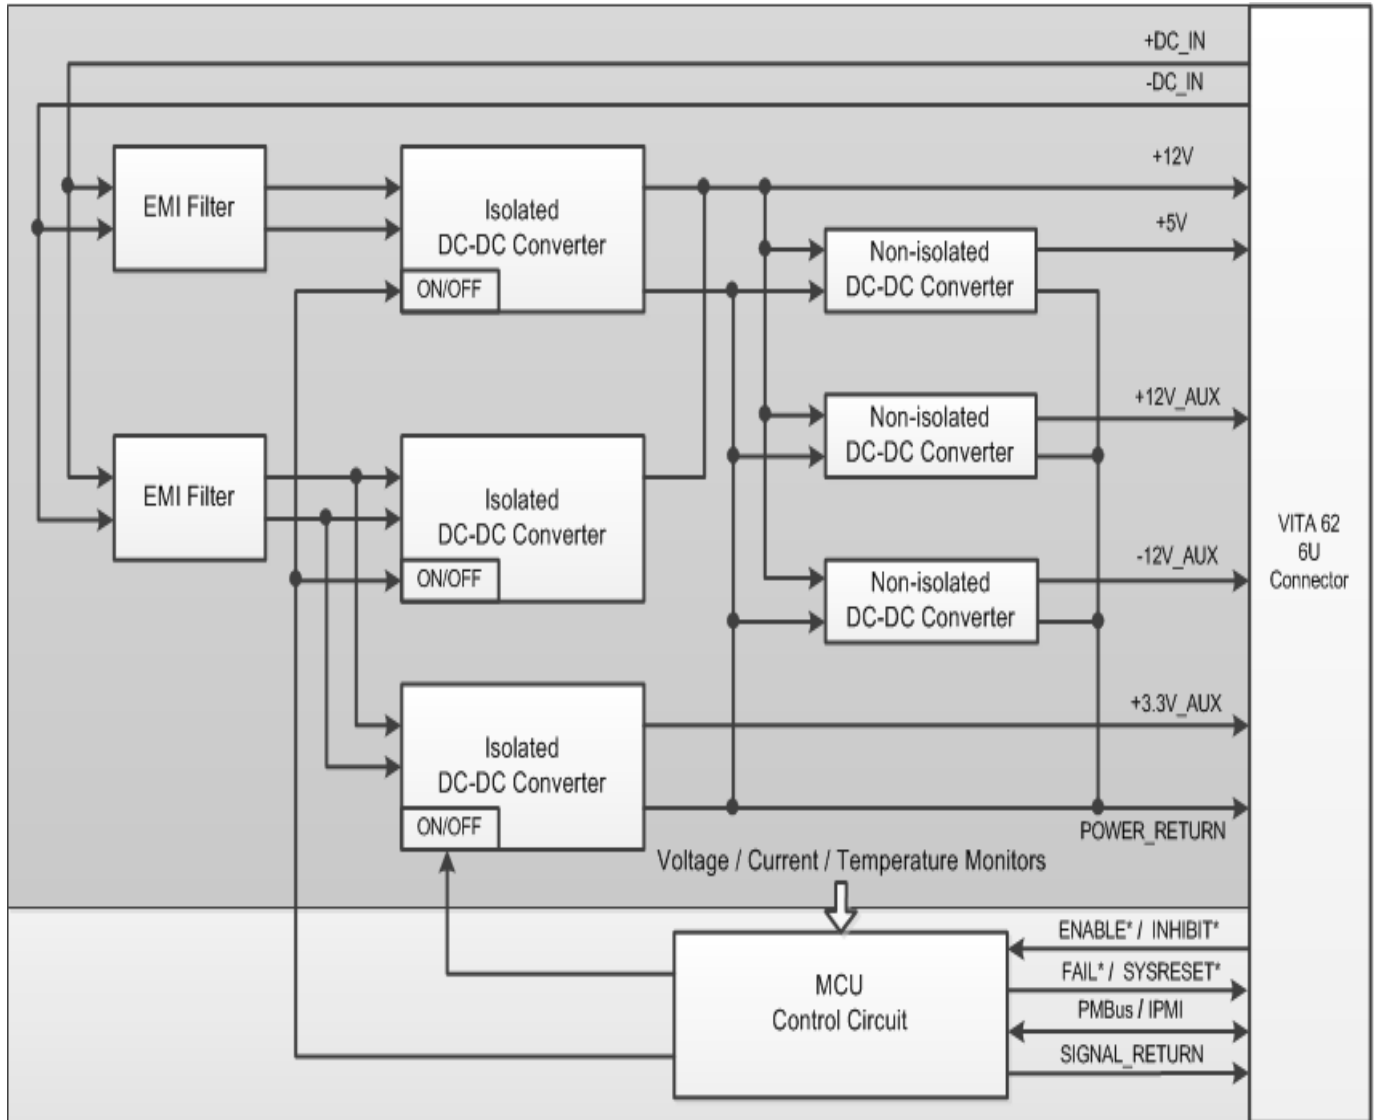 +DC_IN
-DC_IN
+12V
+5V
EMI Filter
Isolated
DC-DC Converter
ON/OFF
Non-isolated
DC-DC Converter
+12V_AUX
Non-isolated
DC-DC Converter
EMI Filter
Isolated
DC-DC Converter
ON/OFF
-12V_AUX
Non-isolated
DC-DC Converter
VITA 62
6U
Connector
+3.3V_AUX
Isolated
DC-DC Converter
ON/OFF
POWER_RETURN
Voltage / Current / Temperature Monitors
MCU
Control Circuit
ENABLE* / INHIBIT*
FAIL* / SYSRESET*
PMBus / IPMI
SIGNAL_RETURN